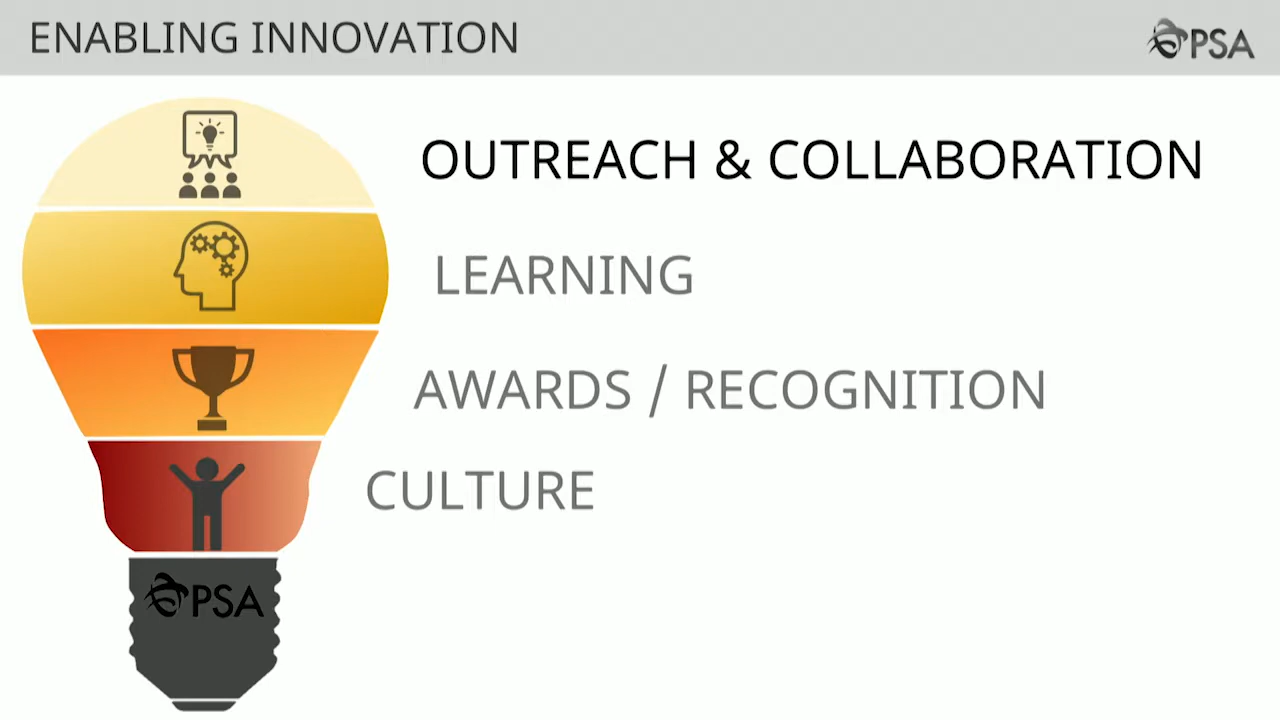 ENABLING INNOVATION
PSA
OUTREACH & COLLABORATION
LEARNING
AWARDS / RECOGNITION
CULTURE
PSA